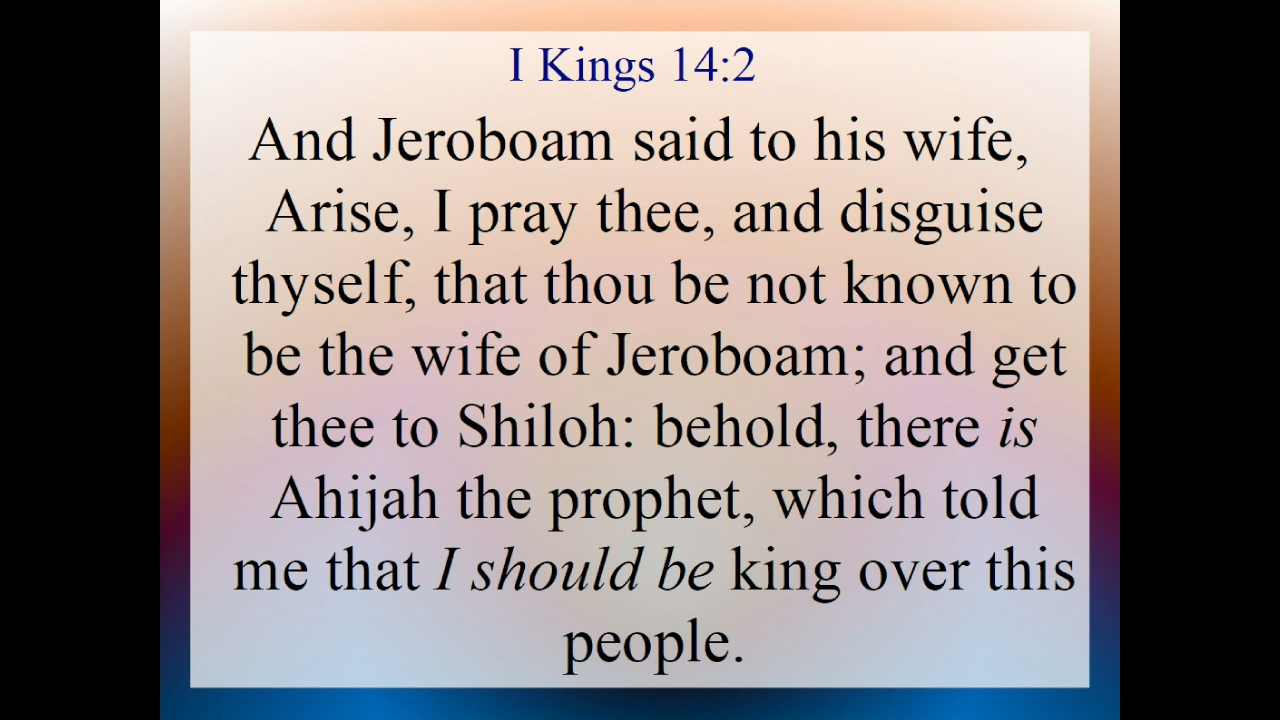 I Kings 14:2
And Jeroboam said to his wife,
Arise, I pray thee, and disguise
thyself, that thou be not known to
be the wife of Jeroboam; and get
thee to Shiloh: behold, there is
Ahijah the prophet, which told
me that I should be king over this
people.